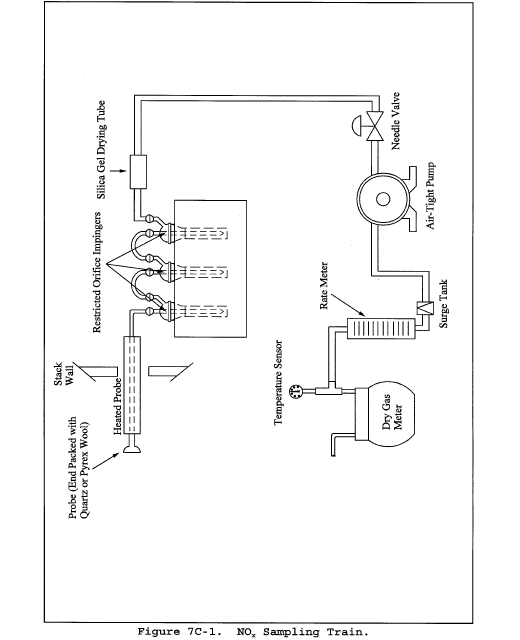 Probe (End Packed with
Quartz or Pyrex Wool)
Stack
Wall
Heated Probe
Restricted Orifice Impingers
Silica Gel Drying Tube
Needle Valve
Air-Tight Pump
Surge Tank
Rate Meter
Temperature Sensor
T
Dry Gas
Meter
Figure 7C-1. NOx Sampling Train.